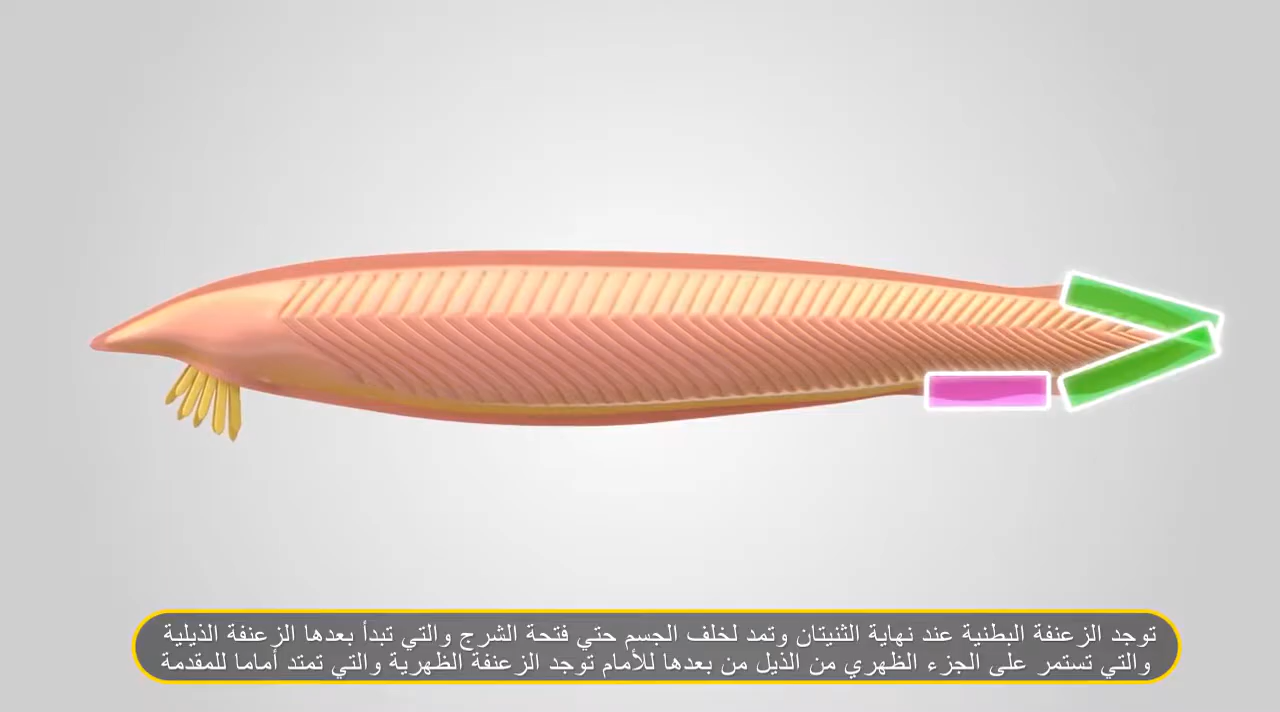 توجد الزعنفة البطنية عند نهاية الثنيتان وتمد لخلف الجسم حتي فتحة الشرج والتي تبدأ بعدها الزعنفة الذيلية
والتي تستمر على الجزء الظهري من الذيل من بعدها للأمام توجد الزعنفة الظهرية والتي تمتد أماما للمقدمة